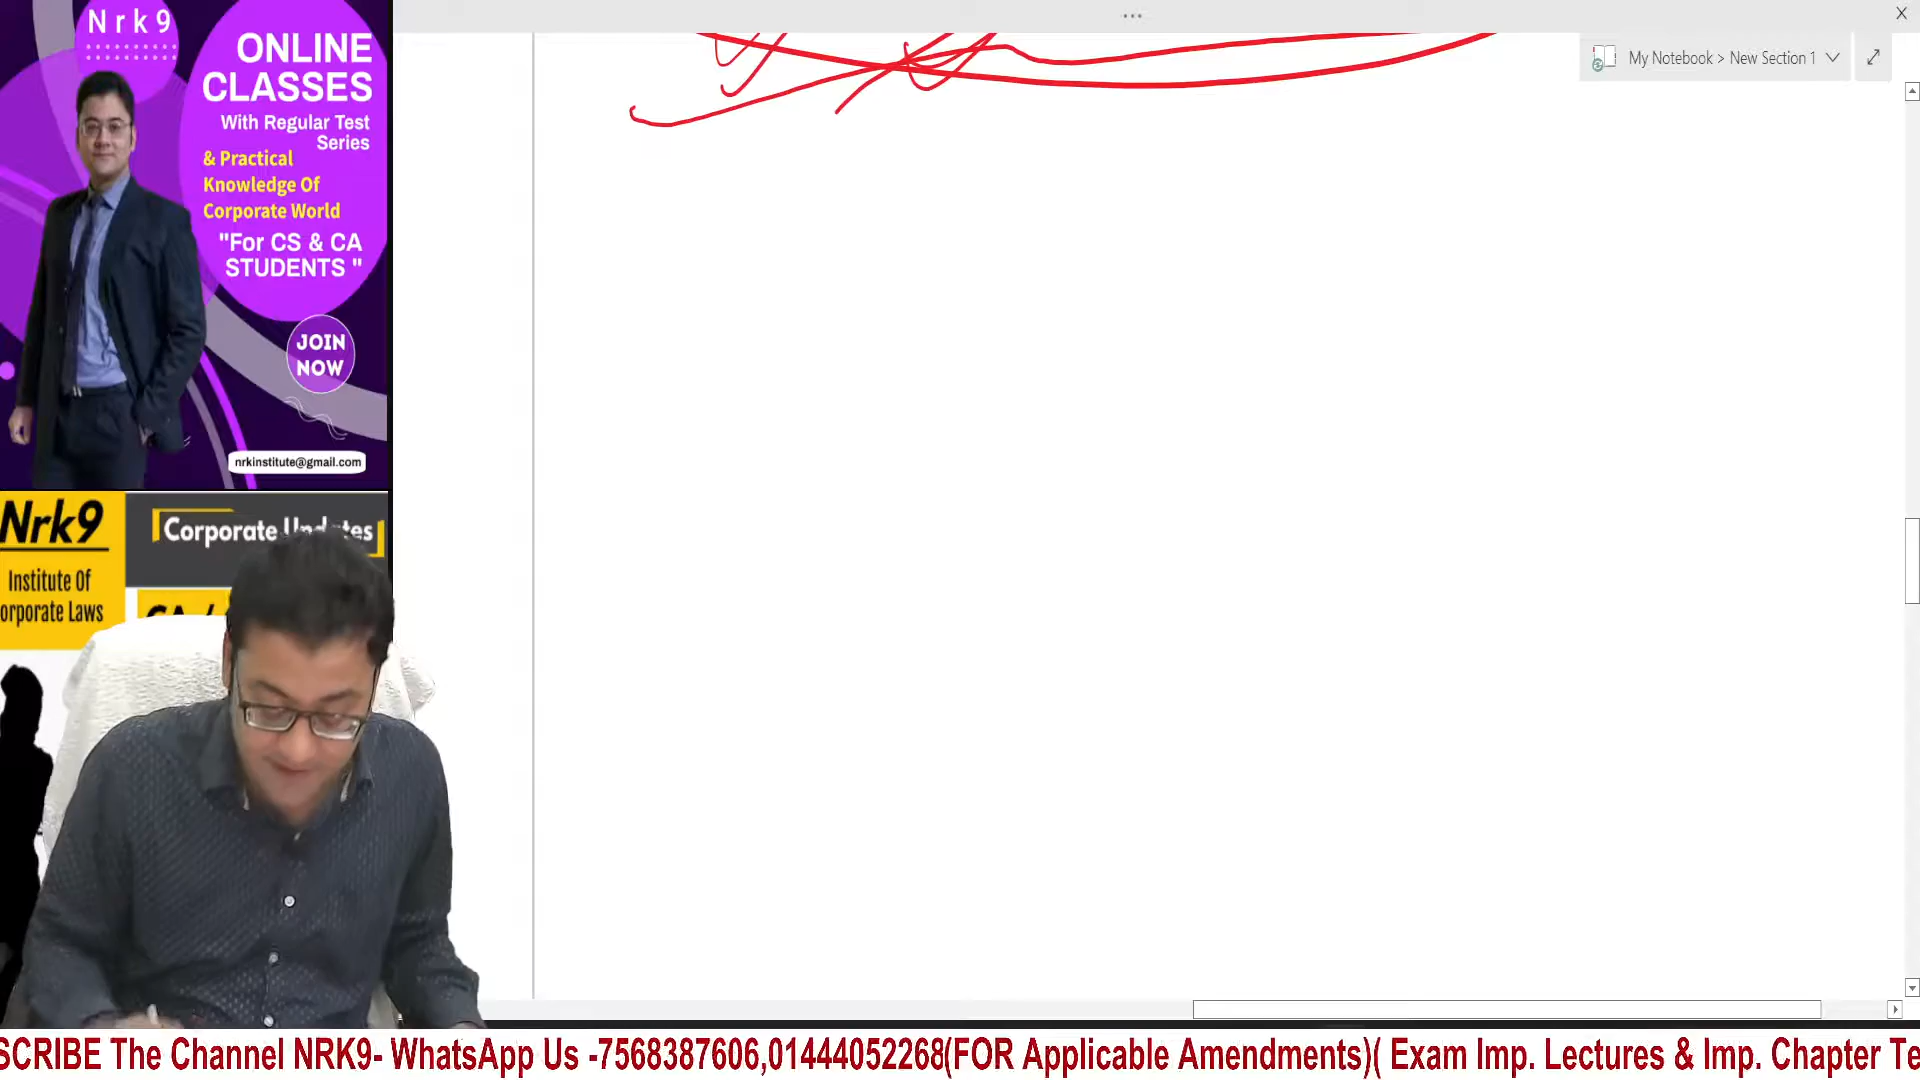 Nrk9
ONLINE
CLASSES
With Regular Test
Series
& Practical
Knowledge Of
Corporate World
"For CS & CA
STUDENTS "
JOIN
NOW
nrkinstitute@gmail.com
Nrk9
Institute Of
orporate Laws
Corporate Updates
My Notebook > New Section 1
SCRIBE The Channel NRK9- WhatsApp Us -7568387606,01444052268(FOR Applicable Amendments)( Exam Imp. Lectures & Imp. Chapter Te